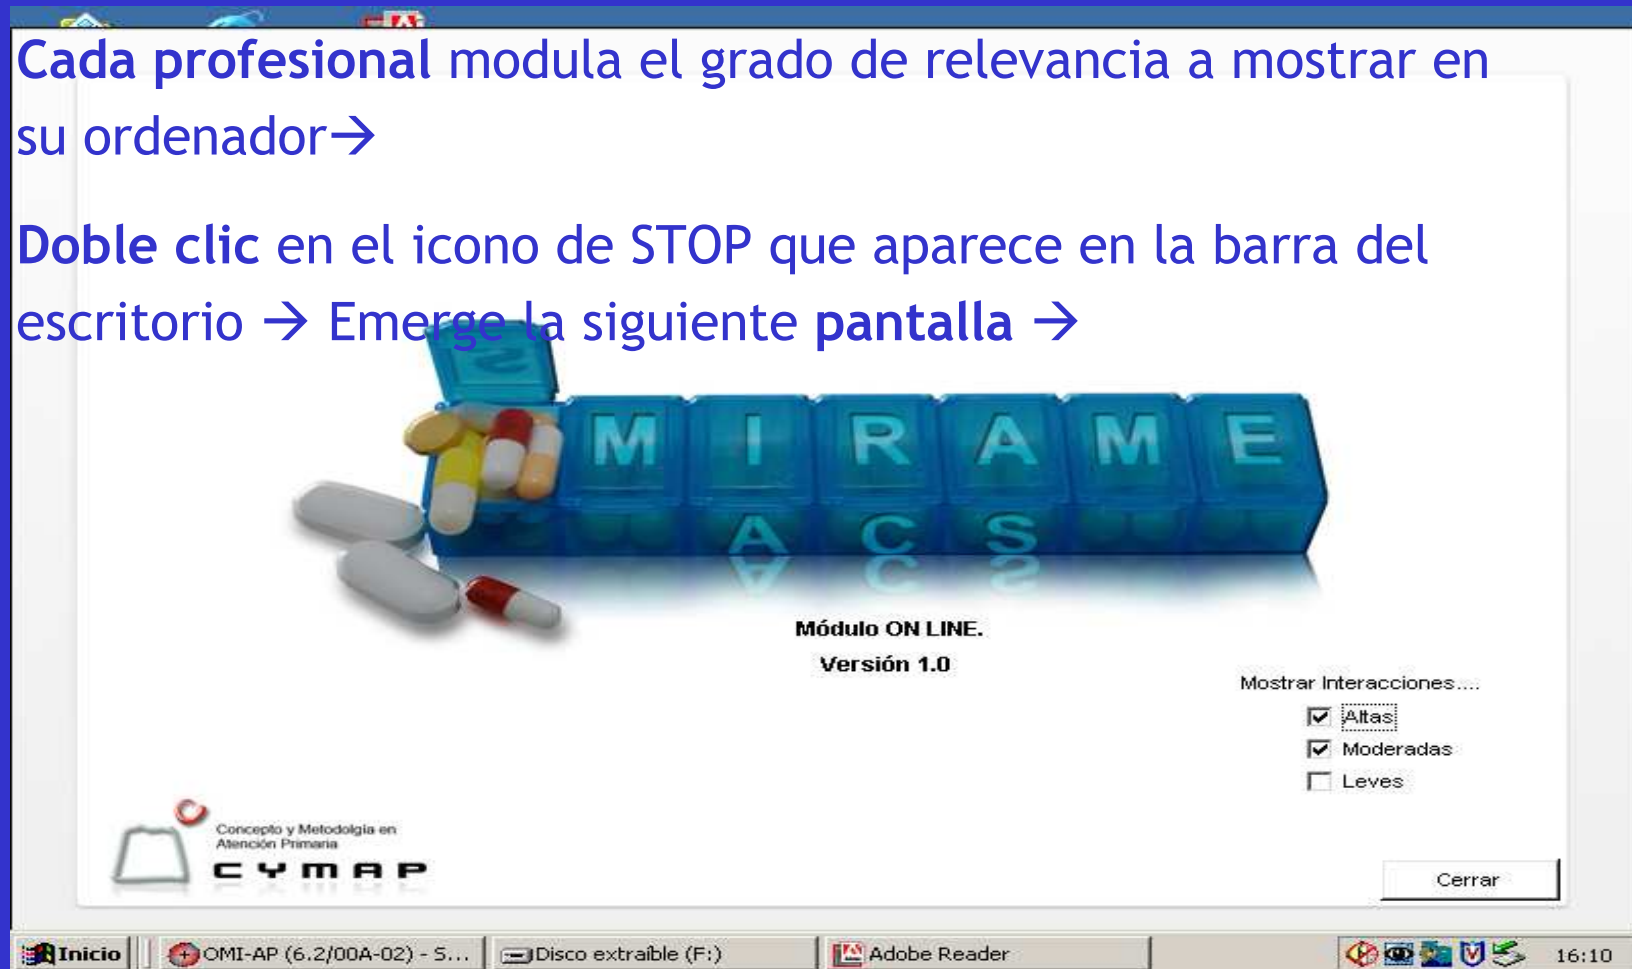 Cada profesional modula el grado de relevancia a mostrar en
su ordenador→
Doble clic en el icono de STOP que aparece en la barra del
escritorio → Emerge la siguiente pantalla →
S
M I R A M E
A C S
Módulo ON LINE.
Versión 1.0
Mostrar Interacciones....
Altas
Moderadas
Leves
Concepto y Metodolgía en
Atención Primaria
CYMAP
Cerrar
Inicio
OMI-AP (6.2/00A-02) - S...
Disco extraíble (F:)
Adobe Reader
16:10